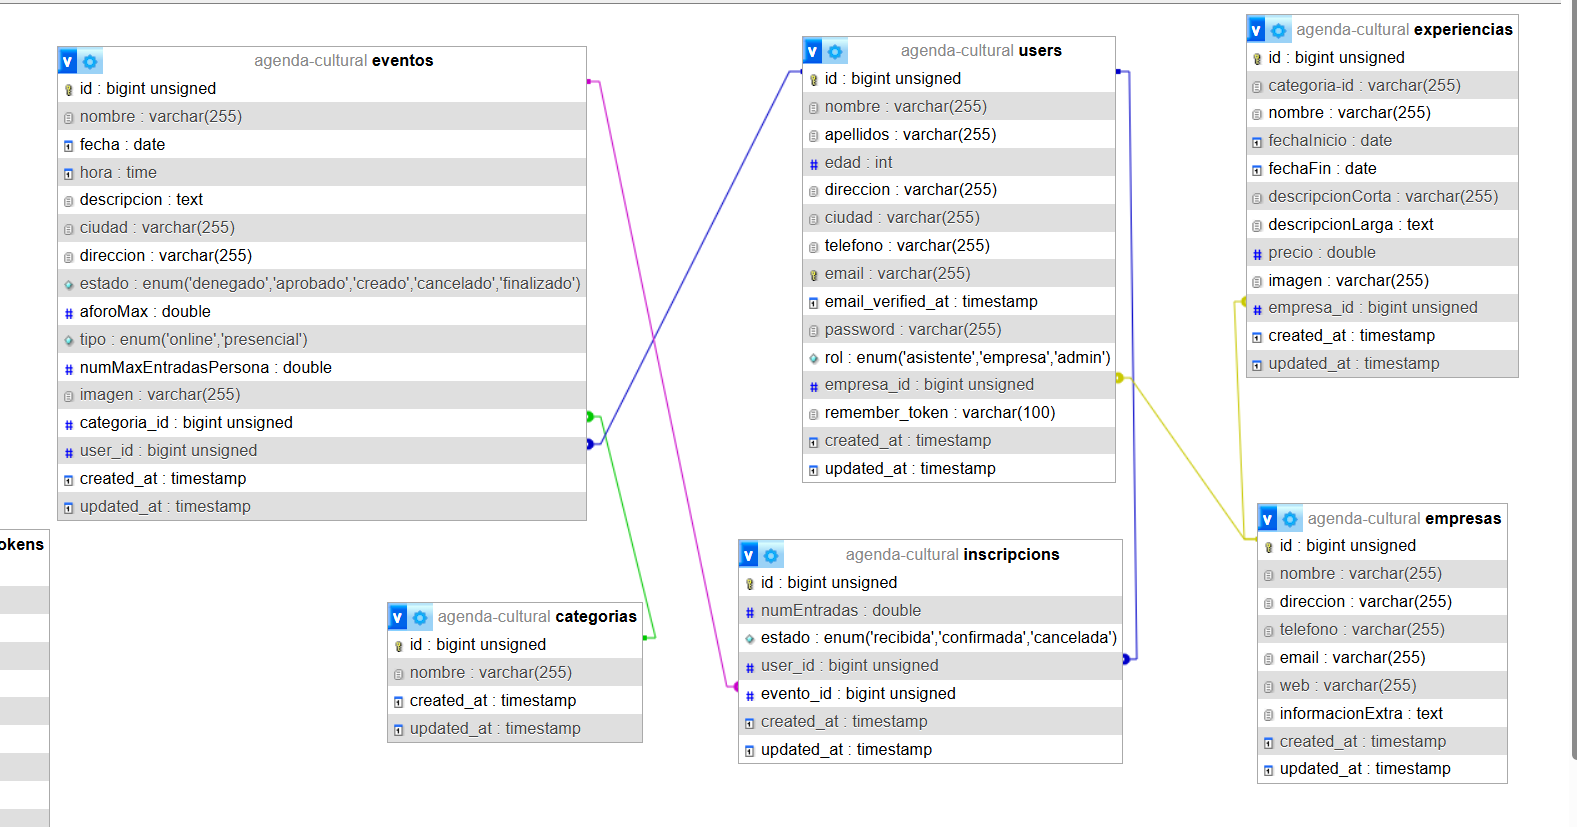 agenda-cultural eventos
id : bigint unsigned
nombre : varchar(255)
fecha : date
hora : time
descripcion : text
ciudad : varchar(255)
direccion : varchar(255)
estado : enum('denegado','aprobado','creado','cancelado','finalizado')
aforoMax : double
tipo : enum('online','presencial')
numMaxEntradasPersona : double
imagen : varchar(255)
categoria_id : bigint unsigned
user_id : bigint unsigned
created_at : timestamp
updated_at : timestamp
agenda-cultural users
id : bigint unsigned
nombre : varchar(255)
apellidos : varchar(255)
edad : int
direccion : varchar(255)
ciudad : varchar(255)
telefono : varchar(255)
email : varchar(255)
email_verified_at : timestamp
password : varchar(255)
rol : enum('asistente','empresa','admin')
empresa_id : bigint unsigned
remember_token : varchar(100)
created_at : timestamp
updated_at : timestamp
agenda-cultural experiencias
id : bigint unsigned
categoria-id : varchar(255)
nombre : varchar(255)
fechaInicio : date
fechaFin : date
descripcionCorta : varchar(255)
descripcionLarga : text
precio : double
imagen : varchar(255)
empresa_id : bigint unsigned
created_at : timestamp
updated_at : timestamp
okens
agenda-cultural categorias
id : bigint unsigned
nombre : varchar(255)
created_at : timestamp
updated_at : timestamp
agenda-cultural inscripcions
id : bigint unsigned
numEntradas : double
estado : enum('recibida','confirmada','cancelada')
user_id : bigint unsigned
evento_id : bigint unsigned
created_at : timestamp
updated_at : timestamp
agenda-cultural empresas
id : bigint unsigned
nombre : varchar(255)
direccion : varchar(255)
telefono : varchar(255)
email : varchar(255)
web : varchar(255)
informacionExtra : text
created_at : timestamp
updated_at : timestamp